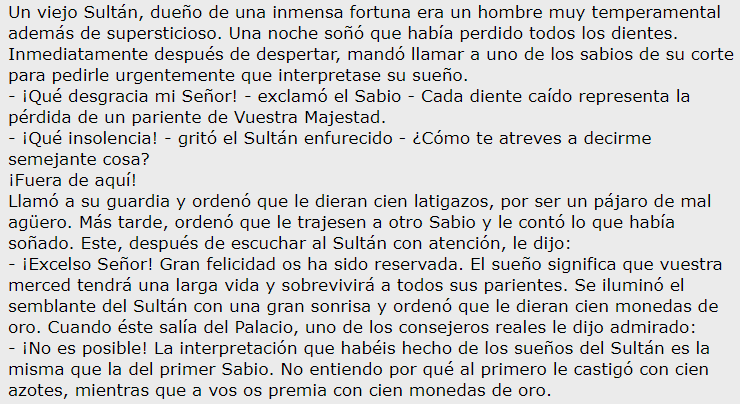 Un viejo Sultán, dueño de una inmensa fortuna era un hombre muy temperamental
además de supersticioso. Una noche soñó que había perdido todos los dientes.
Inmediatamente después de despertar, mandó llamar a uno de los sabios de su corte
para pedirle urgentemente que interpretase su sueño.
- ¡Qué desgracia mi Señor! - exclamó el Sabio - Cada diente caído representa la
pérdida de un pariente de Vuestra Majestad.
- ¡Qué insolencia! - gritó el Sultán enfurecido - ¿Cómo te atreves a decirme
semejante cosa?
¡Fuera de aquí!
Llamó a su guardia y ordenó que le dieran cien latigazos, por ser un pájaro de mal
agüero. Más tarde, ordenó que le trajesen a otro Sabio y le contó lo que había
soñado. Este, después de escuchar al Sultán con atención, le dijo:
- ¡Excelso Señor! Gran felicidad os ha sido reservada. El sueño significa que vuestra
merced tendrá una larga vida y sobrevivirá a todos sus parientes. Se iluminó el
semblante del Sultán con una gran sonrisa y ordenó que le dieran cien monedas de
oro. Cuando éste salía del Palacio, uno de los consejeros reales le dijo admirado:
- ¡No es posible! La interpretación que habéis hecho de los sueños del Sultán es la
misma que la del primer Sabio. No entiendo por qué al primero le castigó con cien
azotes, mientras que a vos os premia con cien monedas de oro.